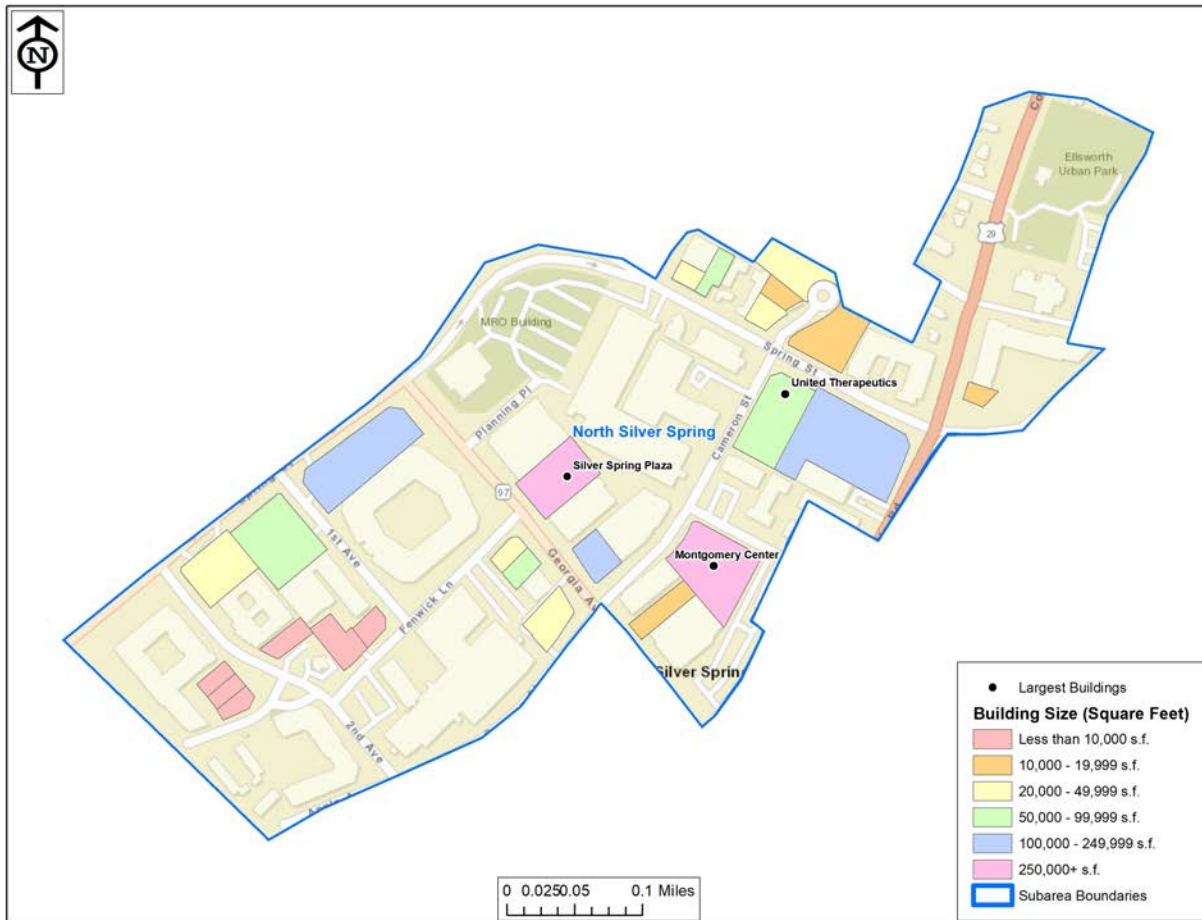 N
Co
Ellsworth
Urban Park
29
MRO Building
Spring St
United Therapeutics
Planning Pl
North Silver Spring
Cameron St
Silver Spring Plaza
97
1st Ave
Georgia Av
Montgomery Center
Fenwick Ln
Silver Spring
2nd Ave
Rd
Largest Buildings
Building Size (Square Feet)
Less than 10,000 s.f.
10,000 - 19,999 s.f.
20,000 - 49,999 s.f.
50,000 - 99,999 s.f.
100,000 - 249,999 s.f.
250,000+ s.f.
Subarea Boundaries
0 0.0250.05 0.1 Miles